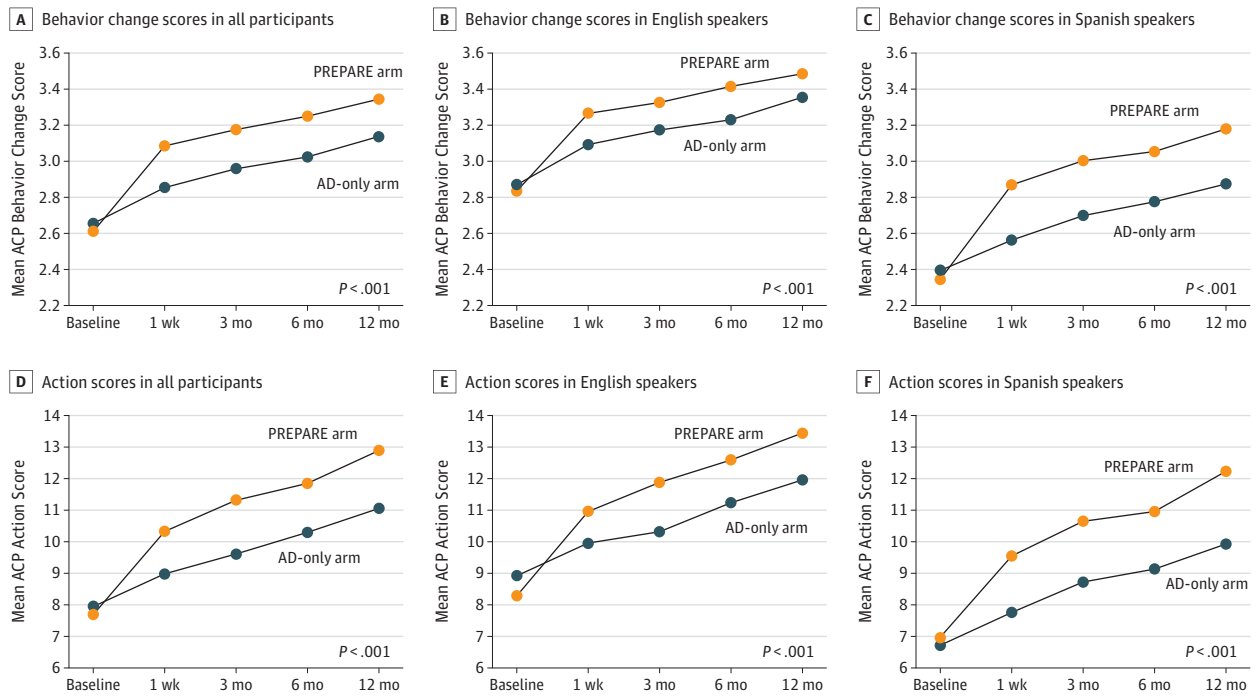 A Behavior change scores in all participants
3.6
3.4
3.2
3.0
2.8
2.6
2.4
2.2
Mean ACP Behavior Change Score
PREPARE arm
AD-only arm
P < .001
Baseline 1 wk 3 mo 6 mo 12 mo
B Behavior change scores in English speakers
3.6
3.4
3.2
3.0
2.8
2.6
2.4
2.2
Mean ACP Behavior Change Score
PREPARE arm
AD-only arm
P < .001
Baseline 1 wk 3 mo 6 mo 12 mo
C Behavior change scores in Spanish speakers
3.6
3.4
3.2
3.0
2.8
2.6
2.4
2.2
Mean ACP Behavior Change Score
PREPARE arm
AD-only arm
P < .001
Baseline 1 wk 3 mo 6 mo 12 mo
D Action scores in all participants
14
13
12
11
10
9
8
7
6
Mean ACP Action Score
PREPARE arm
AD-only arm
P < .001
Baseline 1 wk 3 mo 6 mo 12 mo
E Action scores in English speakers
14
13
12
11
10
9
8
7
6
Mean ACP Action Score
PREPARE arm
AD-only arm
P < .001
Baseline 1 wk 3 mo 6 mo 12 mo
F Action scores in Spanish speakers
14
13
12
11
10
9
8
7
6
Mean ACP Action Score
PREPARE arm
AD-only arm
P < .001
Baseline 1 wk 3 mo 6 mo 12 mo